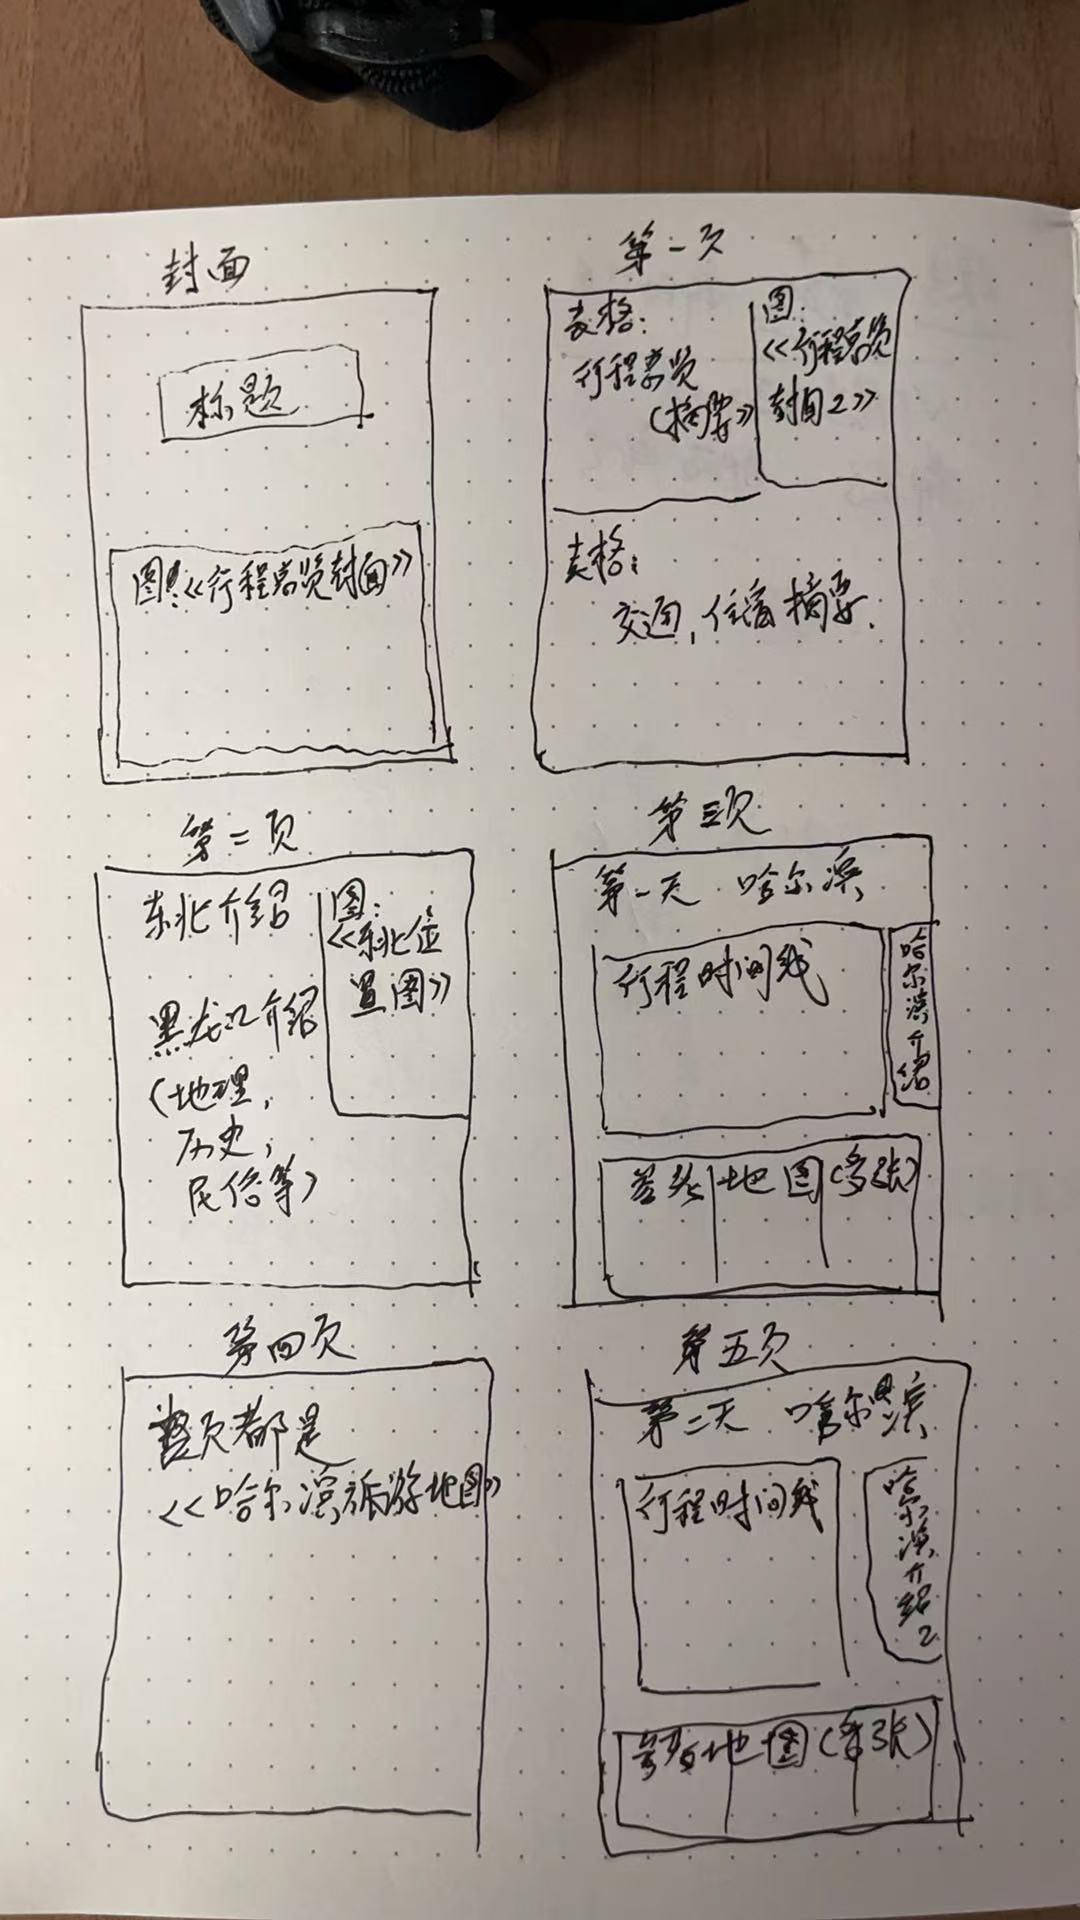 封面
标题
图:《行程总览封面》
第一页
表格:
行程总览
(摘要)
图:
《行程总览
封面2》
表格:
交通,住宿摘要.
第二页
东北介绍
黑龙江介绍
(地理,
历史,
民俗等)
图:
《东北位
置图》
第三页
第一天 哈尔滨
行程时间线
哈尔滨介绍
地图(多张)
第四页
整页都是
《哈尔滨旅游地图》
第五页
第二天 哈尔滨
行程时间线
哈尔滨介绍2
地图(多张)